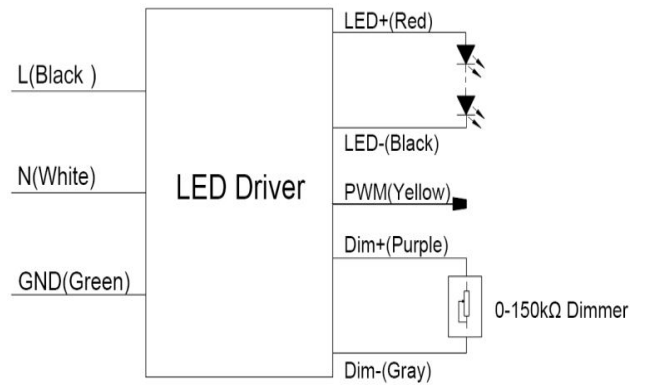 LED+(Red)
L(Black )
LED-(Black)
N(White)
LED Driver
PWM(Yellow)
Dim+(Purple)
GND(Green)
0-150kΩ Dimmer
Dim-(Gray)